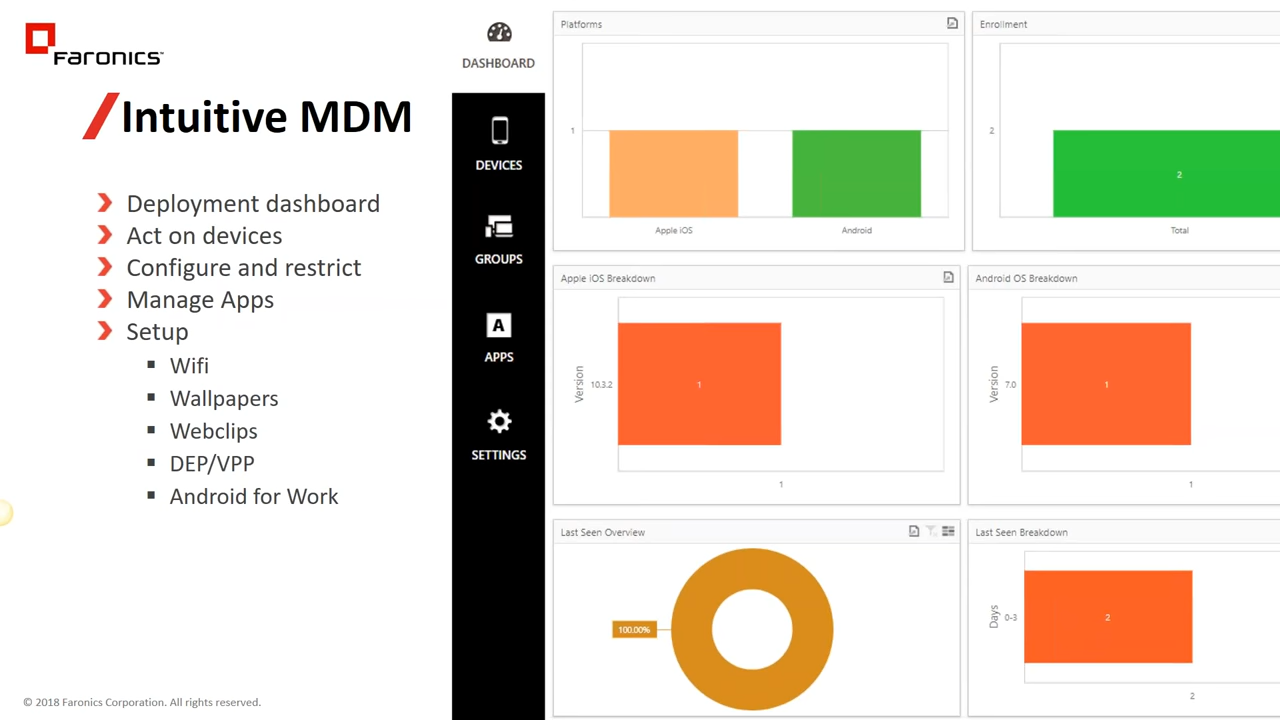 Faronics™
Intuitive MDM
Deployment dashboard
Act on devices
Configure and restrict
Manage Apps
Setup
Wifi
Wallpapers
Webclips
DEP/VPP
Android for Work
© 2018 Faronics Corporation. All rights reserved.
DASHBOARD
DEVICES
GROUPS
A
APPS
SETTINGS
Platforms
1
Apple iOS
Android
Enrollment
2
2
Total
Apple iOS Breakdown
Version
10.3.2
1
1
Android OS Breakdown
Version
7.0
1
1
Last Seen Overview
100.00%
Last Seen Breakdown
Days
0-3
2
2